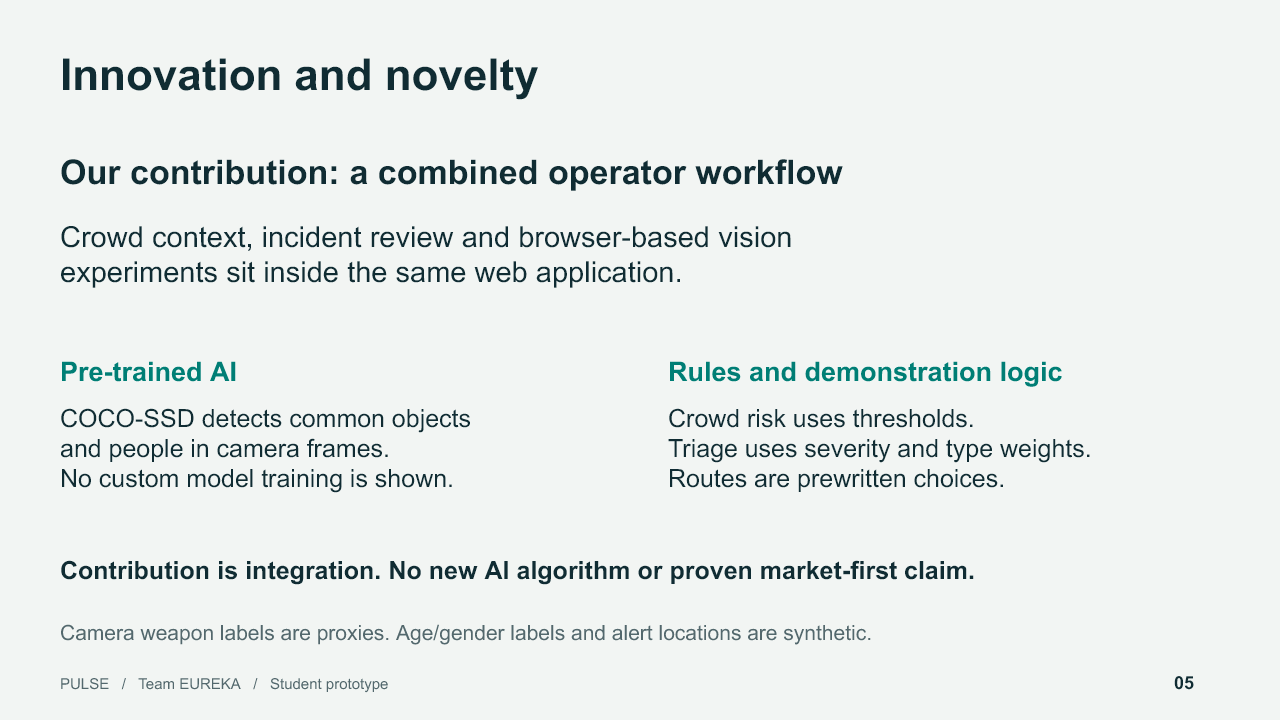 Innovation and novelty
Our contribution: a combined operator workflow
Crowd context, incident review and browser-based vision
experiments sit inside the same web application.
Pre-trained AI
COCO-SSD detects common objects
and people in camera frames.
No custom model training is shown.
Rules and demonstration logic
Crowd risk uses thresholds.
Triage uses severity and type weights.
Routes are prewritten choices.
Contribution is integration. No new AI algorithm or proven market-first claim.
Camera weapon labels are proxies. Age/gender labels and alert locations are synthetic.
PULSE / Team EUREKA / Student prototype
05